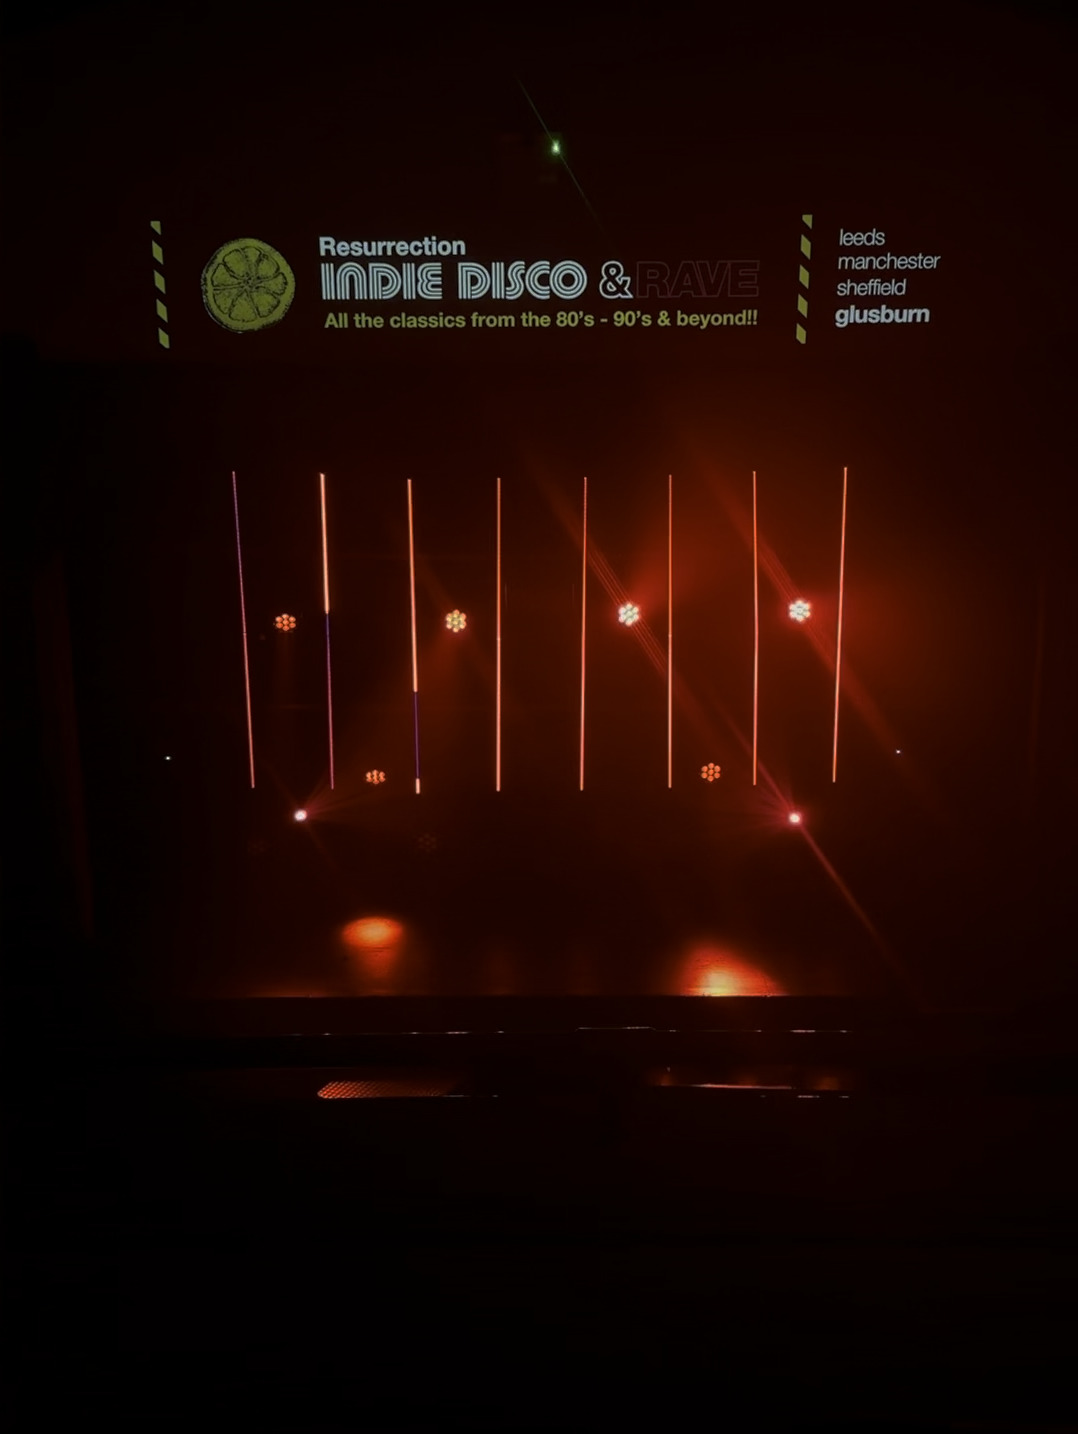 Resurrection
INDIE DISCO & RAVE
All the classics from the 80's - 90's & beyond!!
leeds
manchester
sheffield
glusburn